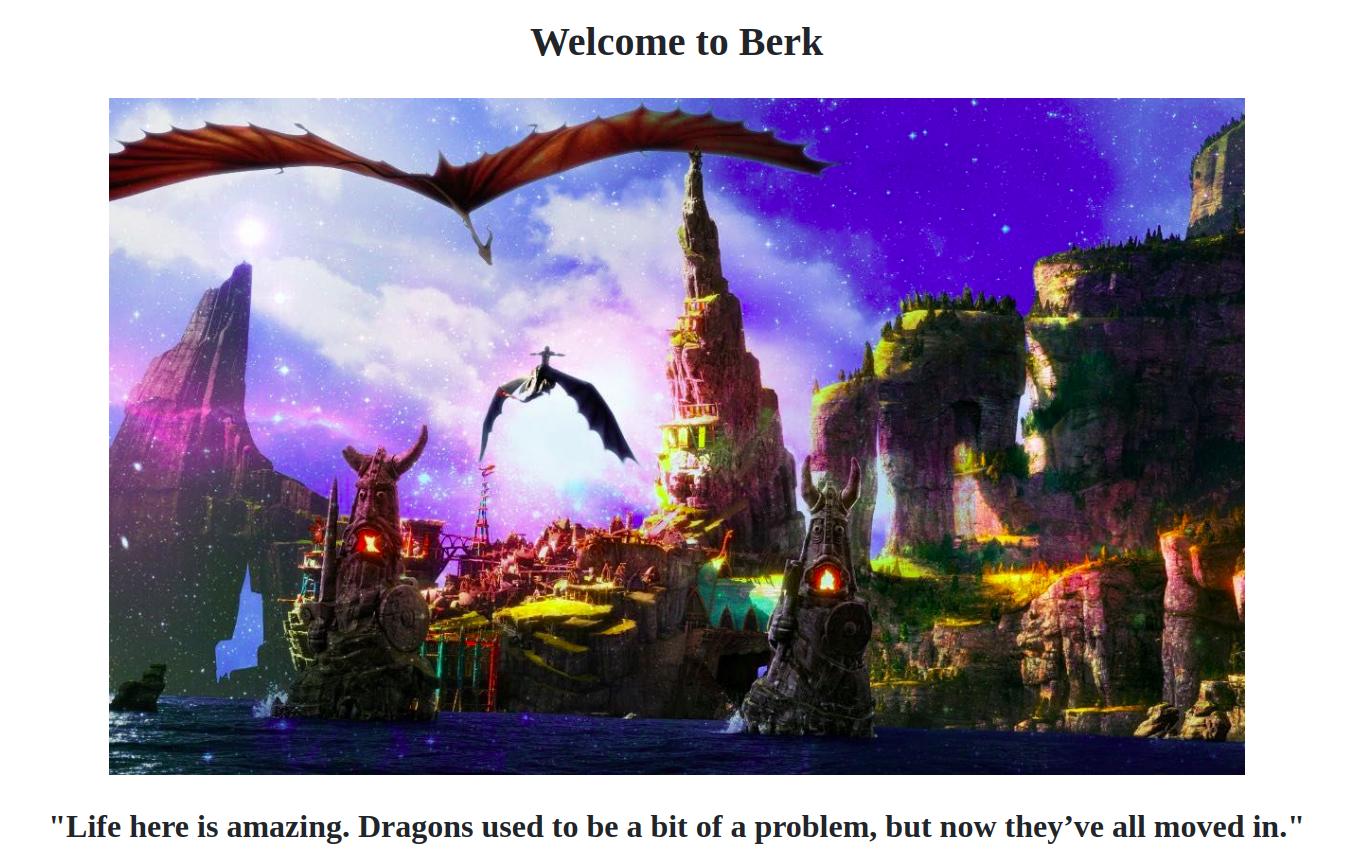 Welcome to Berk
"Life here is amazing. Dragons used to be a bit of a problem, but now they’ve all moved in."